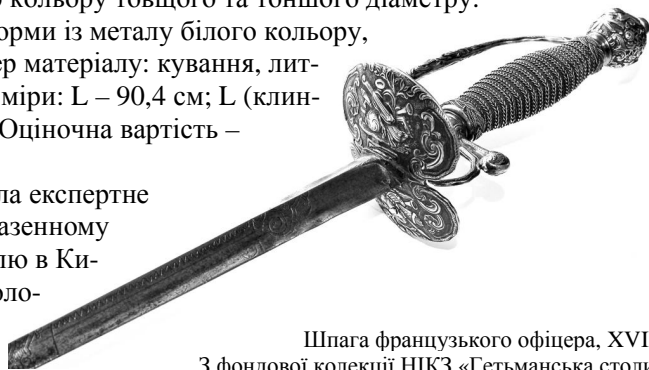 кольору товщого та тоншого діаметру.
орми із металу білого кольору,
ер матеріалу: кування, лит-
міри: L – 90,4 см; L (клин-
Оціночна вартість –
ла експертне
азенному
лю в Ки-
оло-
Шпага французького офіцера, XVI
З фондової колекції НІКЗ «Гетьманська столи